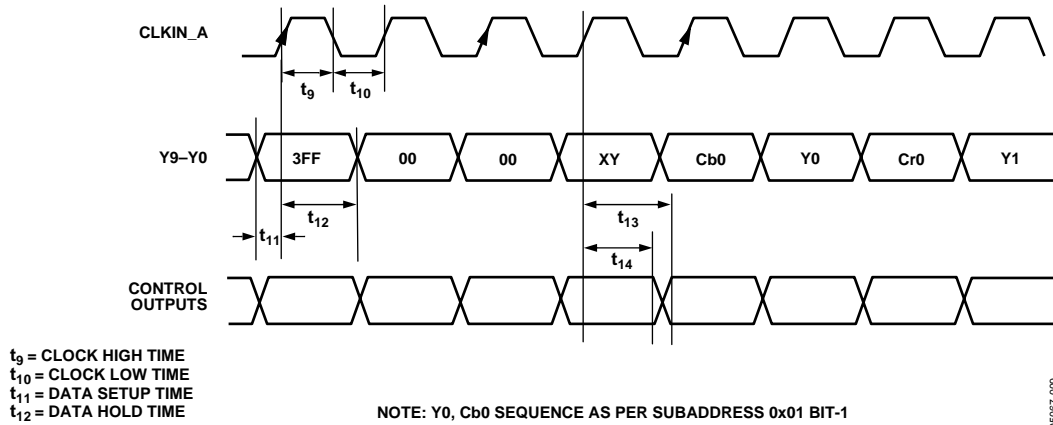 CLKIN_A
t9
t10
Y9–Y0
3FF
00
00
XY
Cb0
Y0
Cr0
Y1
t12
t11
t13
t14
CONTROL
OUTPUTS
t9 = CLOCK HIGH TIME
t10 = CLOCK LOW TIME
t11 = DATA SETUP TIME
t12 = DATA HOLD TIME
NOTE: Y0, Cb0 SEQUENCE AS PER SUBADDRESS 0x01 BIT-1